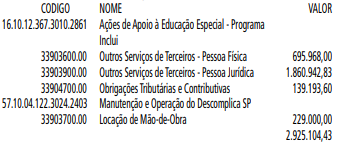 CODIGO NOME VALOR
16.10.12.367.3010.2861 Ações de Apoio à Educação Especial - Programa
Inclui
33903600.00 Outros Serviços de Terceiros - Pessoa Física 695.968,00
33903900.00 Outros Serviços de Terceiros - Pessoa Jurídica 1.860.942,83
33904700.00 Obrigações Tributárias e Contributivas 139.193,60
57.10.04.122.3024.2403 Manutenção e Operação do Descomplica SP
33903700.00 Locação de Mão-de-Obra 229.000,00
2.925.104,43